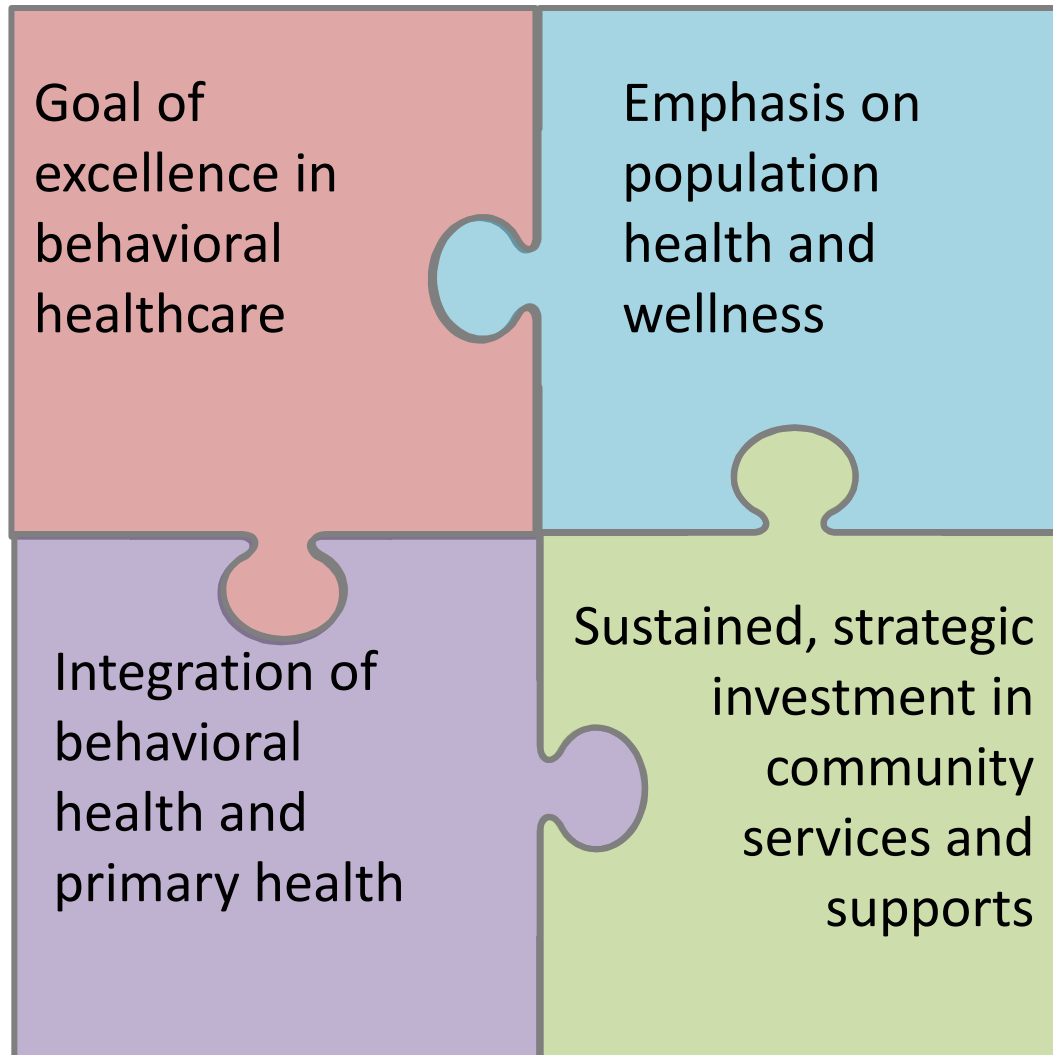 Goal of
excellence in
behavioral
healthcare
Emphasis on
population
health and
wellness
Integration of
behavioral
health and
primary health
Sustained, strategic
investment in
community
services and
supports